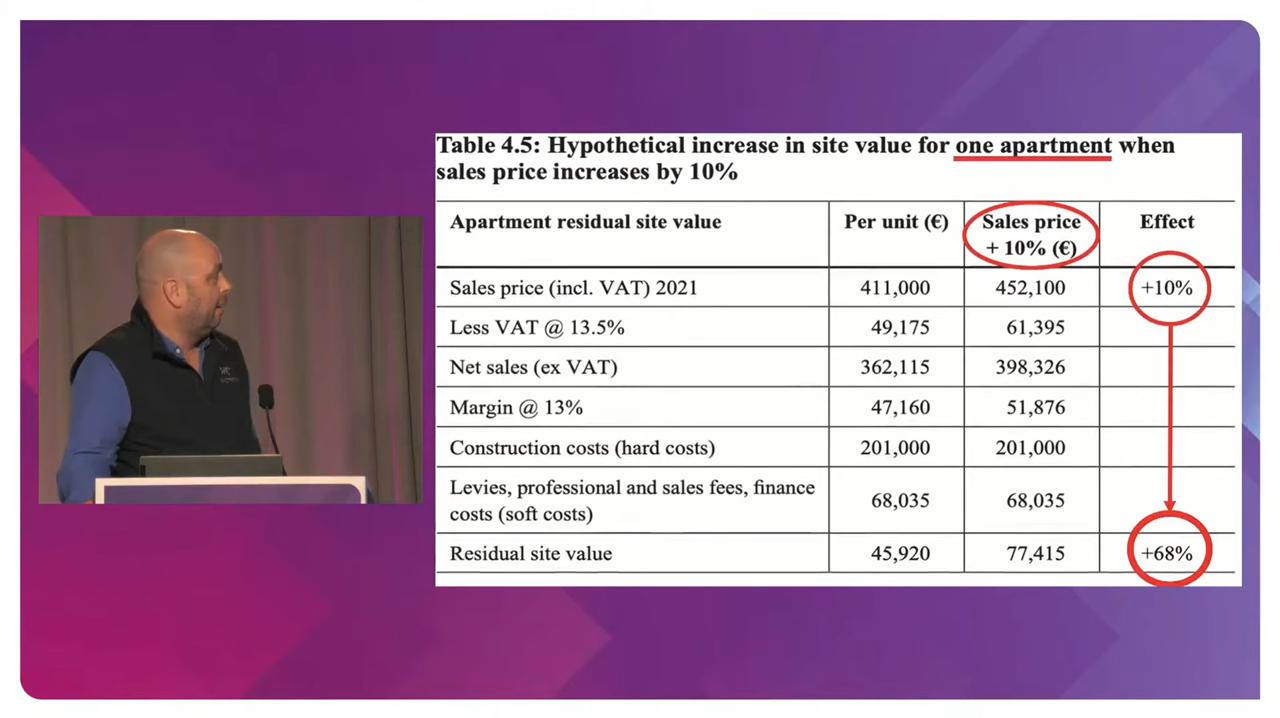 Table 4.5: Hypothetical increase in site value for one apartment when
sales price increases by 10%
Apartment residual site value Per unit (€) Sales price + 10% (€) Effect
Sales price (incl. VAT) 2021 411,000 452,100 +10%
Less VAT @ 13.5% 49,175 61,395
Net sales (ex VAT) 362,115 398,326
Margin @ 13% 47,160 51,876
Construction costs (hard costs) 201,000 201,000
Levies, professional and sales fees, finance
costs (soft costs) 68,035 68,035
Residual site value 45,920 77,415 +68%